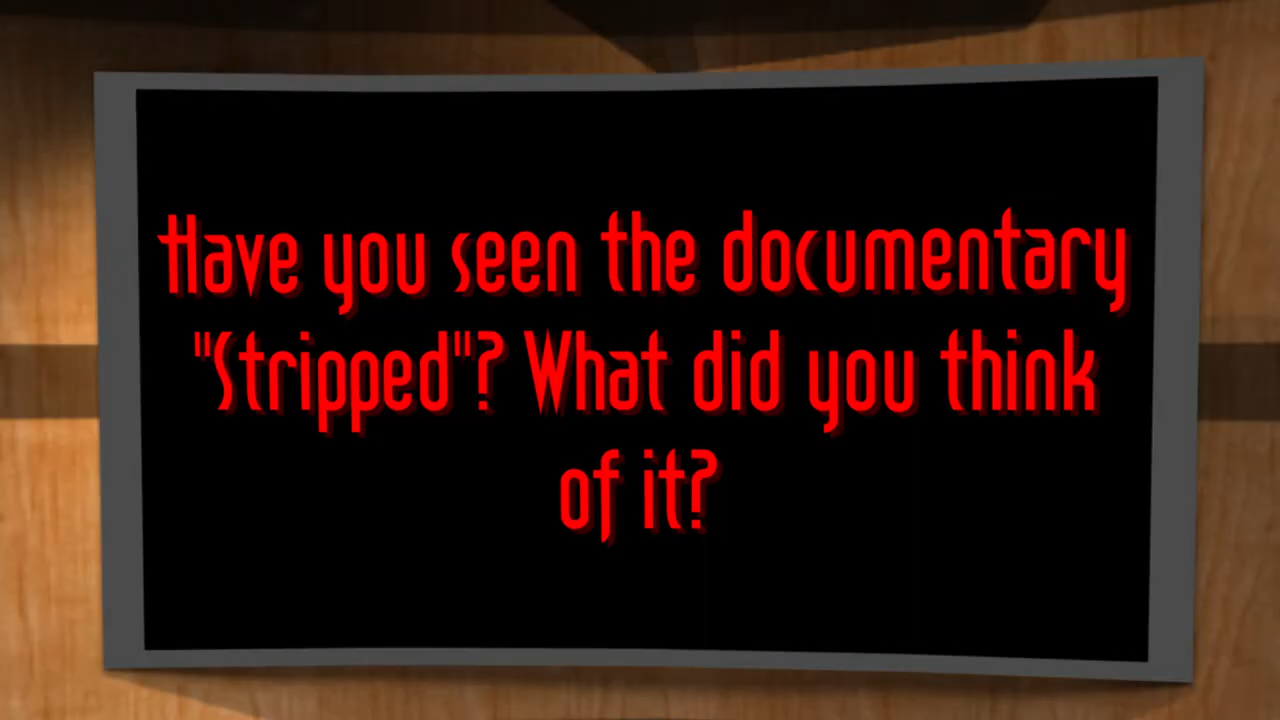 Have you seen the documentary
"Stripped"? What did you think
of it?